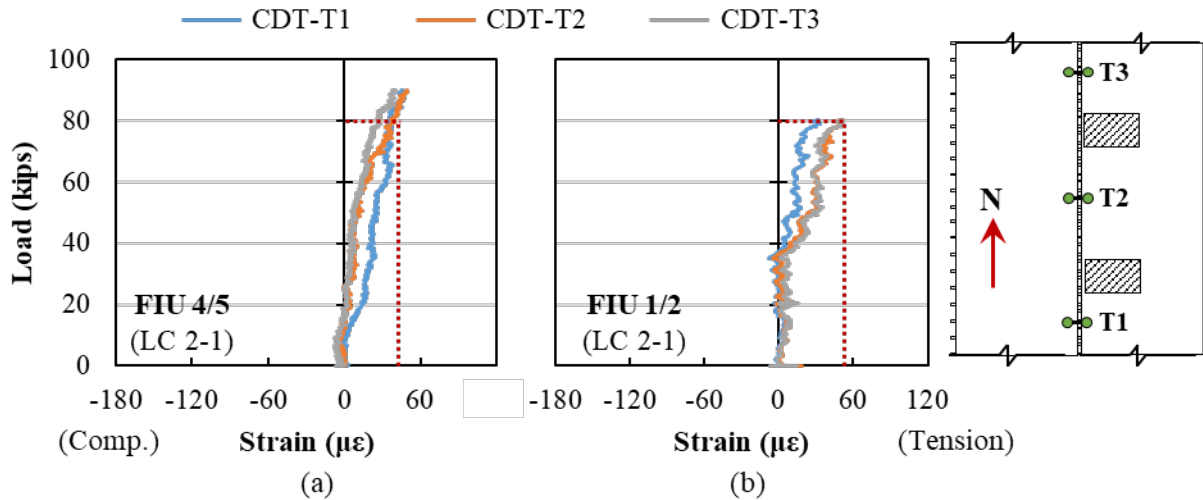 CDT-T1 CDT-T2 CDT-T3
100
80
60
40
20
0
Load (kips)
FIU 4/5
(LC 2-1)
FIU 1/2
(LC 2-1)
-180 -120 -60 0 60
-180 -120 -60 0 60 120
(Comp.) Strain (με)
Strain (με) (Tension)
(a)
(b)
T3
T2
N
T1